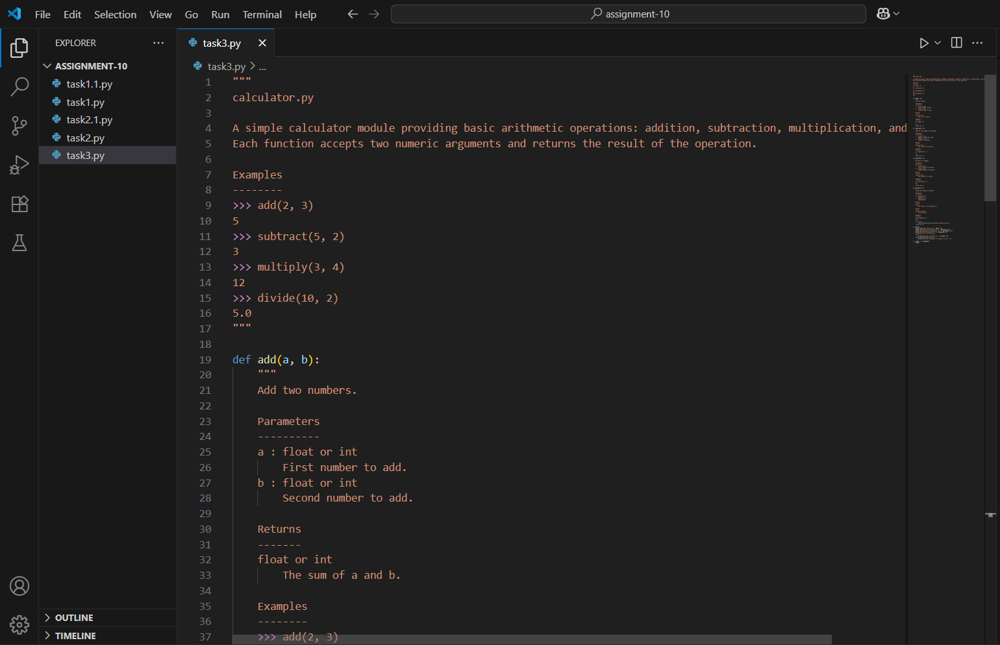 File Edit Selection View Go Run Terminal Help
assignment-10
EXPLORER
ASSIGNMENT-10
task1.1.py
task1.py
task2.1.py
task2.py
task3.py
OUTLINE
TIMELINE
task3.py
task3.py > ...
1 """
2 calculator.py
3
4 A simple calculator module providing basic arithmetic operations: addition, subtraction, multiplication, and
5 Each function accepts two numeric arguments and returns the result of the operation.
6
7 Examples
8 --------
9 >>> add(2, 3)
10 5
11 >>> subtract(5, 2)
12 3
13 >>> multiply(3, 4)
14 12
15 >>> divide(10, 2)
16 5.0
17 """
18
19 def add(a, b):
20 """
21 Add two numbers.
22
23 Parameters
24 ----------
25 a : float or int
26 First number to add.
27 b : float or int
28 Second number to add.
29
30 Returns
31 -------
32 float or int
33 The sum of a and b.
34
35 Examples
36 --------
37 >>> add(2, 3)